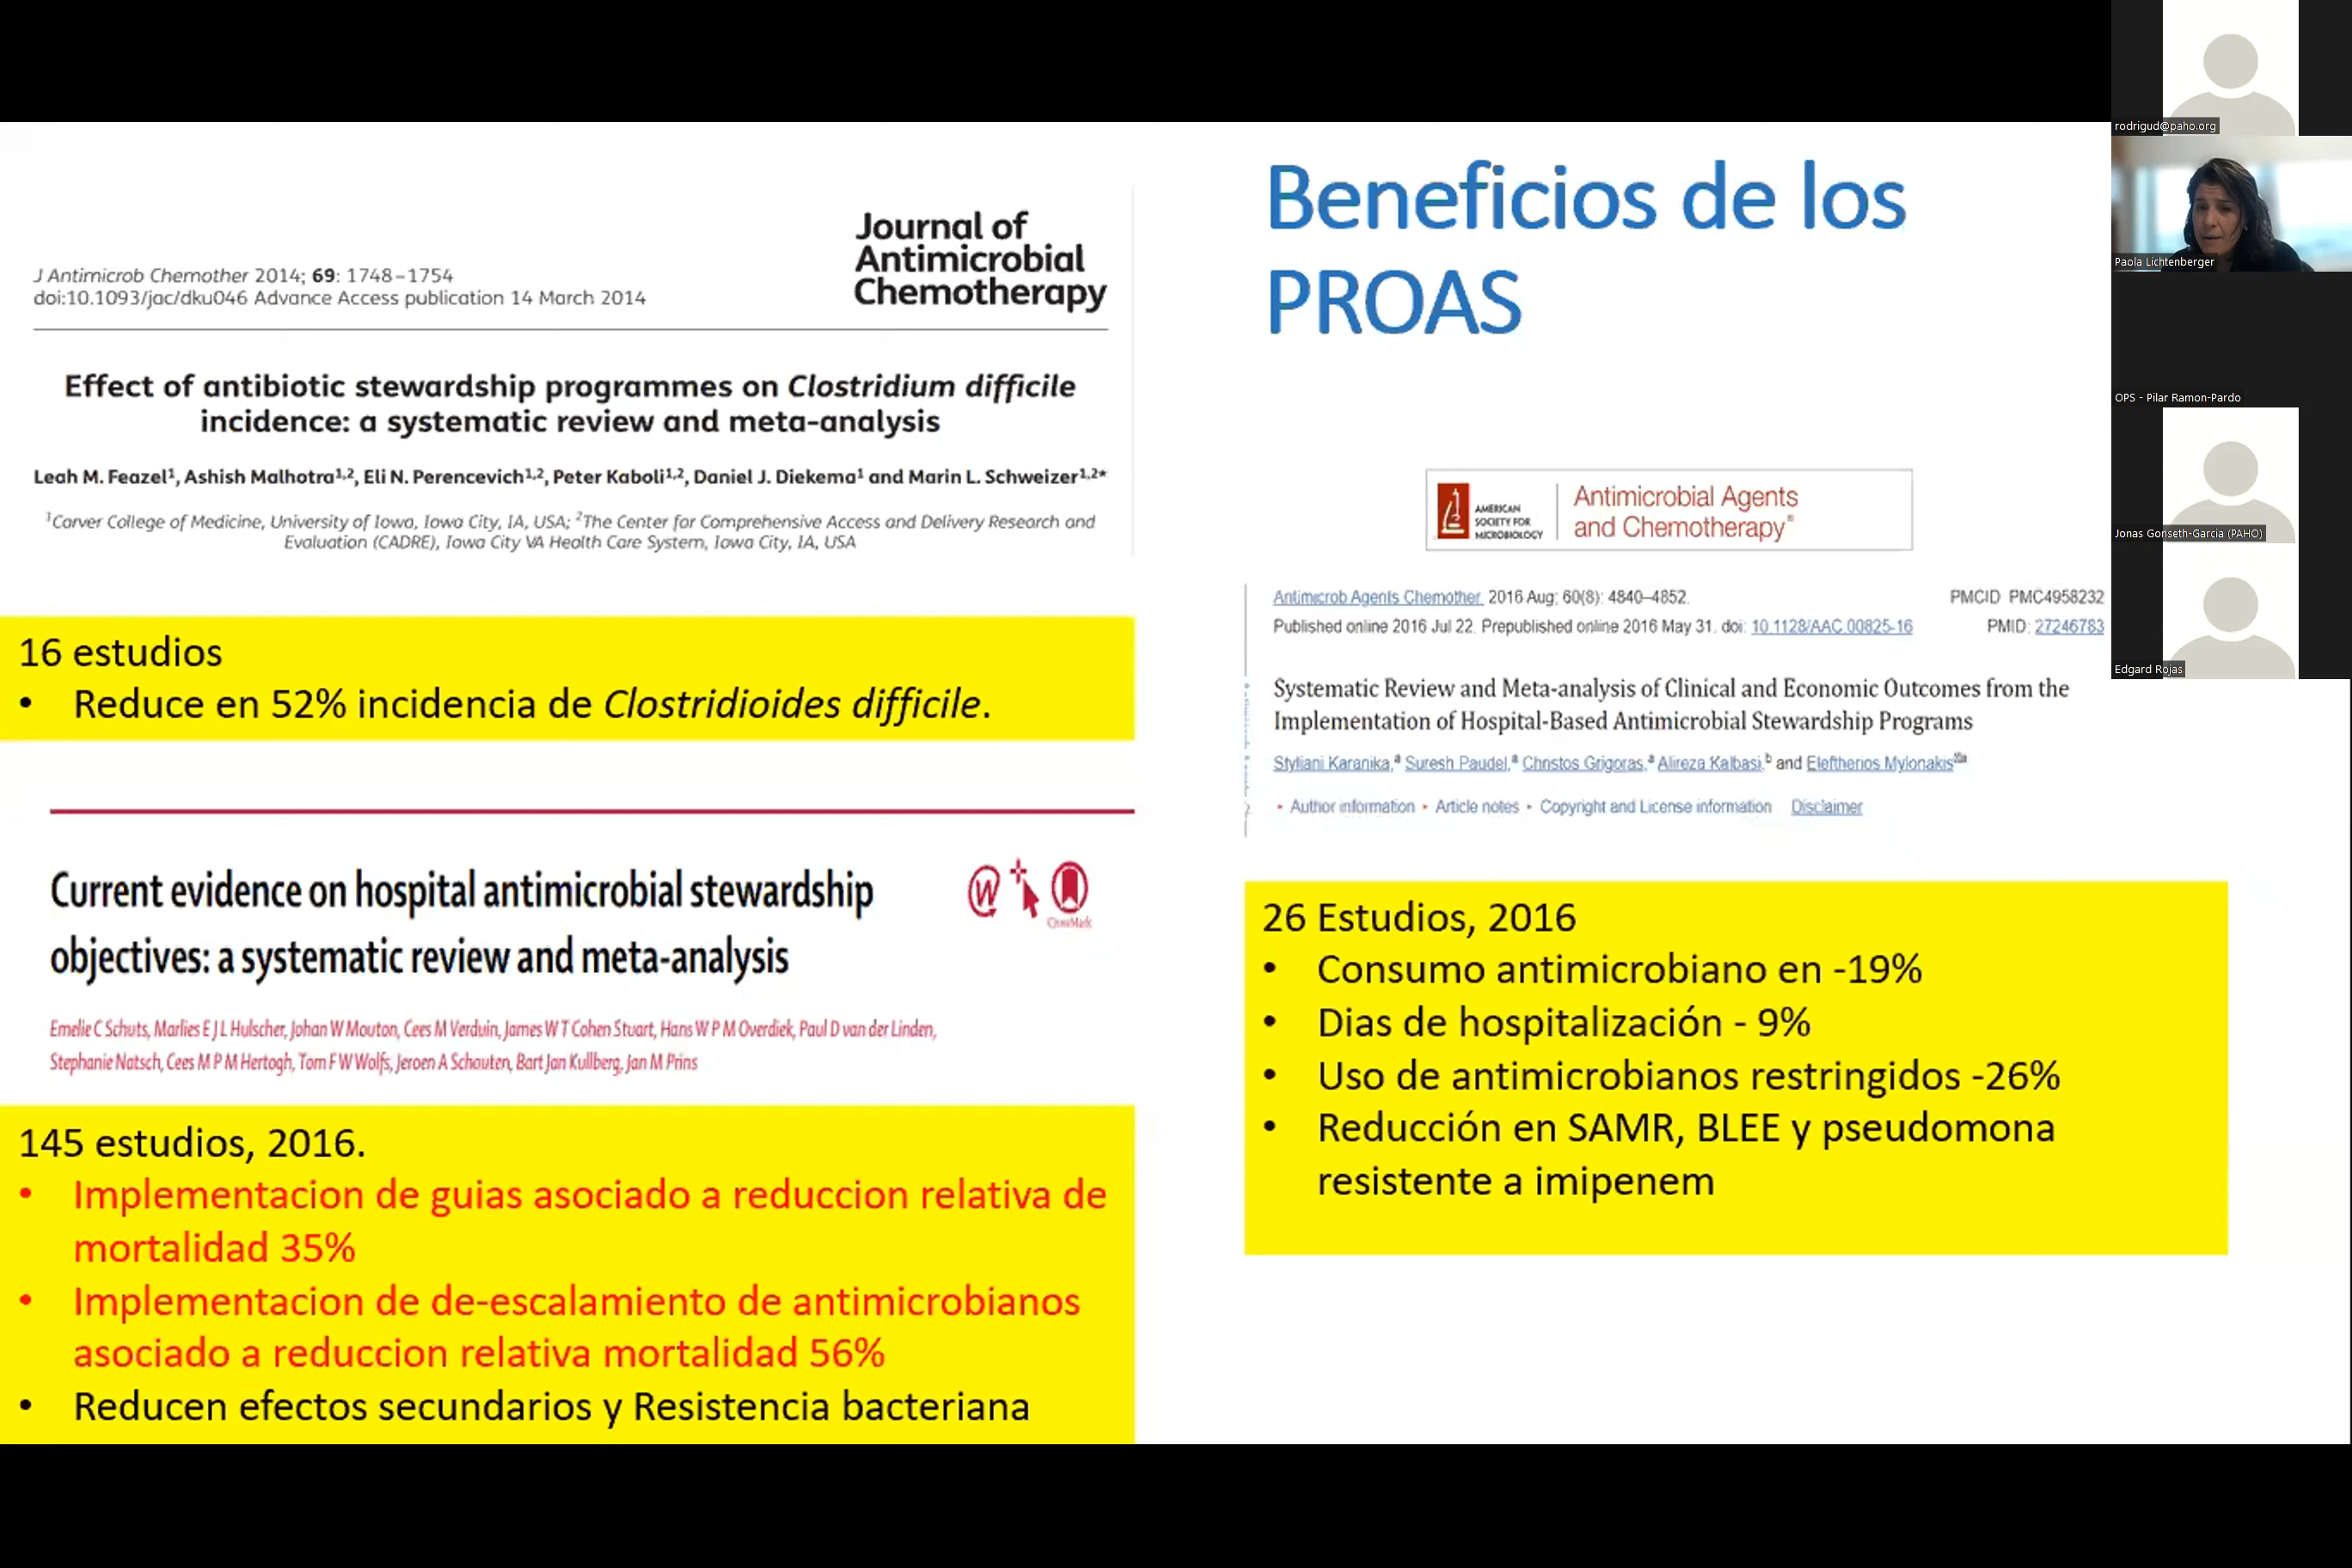 Beneficios de los
PROAS
J Antimicrob Chemother 2014; 69: 1748–1754
doi:10.1093/jac/dku046 Advance Access publication 14 March 2014
Journal of
Antimicrobial
Chemotherapy
Effect of antibiotic stewardship programmes on Clostridium difficile
incidence: a systematic review and meta-analysis
Leah M. Feazel1, Ashish Malhotra1,2, Eli N. Perencevich1,2, Peter Kaboli1,2, Daniel J. Diekema1 and Marin L. Schweizer1,2*
1Carver College of Medicine, University of Iowa, Iowa City, IA, USA; 2The Center for Comprehensive Access and Delivery Research and
Evaluation (CADRE), Iowa City VA Health Care System, Iowa City, IA, USA
16 estudios
• Reduce en 52% incidencia de Clostridioides difficile.
Current evidence on hospital antimicrobial stewardship
objectives: a systematic review and meta-analysis
CrossMark
Emelie C Schuts, Marlies E J L Hulscher, Johan W Mouton, Cees M Verduin, James W T Cohen Stuart, Hans W P M Overdiek, Paul D van der Linden,
Stephanie Natsch, Cees M P M Hertogh, Tom F W Wolfs, Jeroen A Schouten, Bart Jan Kullberg, Jan M Prins
145 estudios, 2016.
• Implementacion de guias asociado a reduccion relativa de
mortalidad 35%
• Implementacion de de-escalamiento de antimicrobianos
asociado a reduccion relativa mortalidad 56%
• Reducen efectos secundarios y Resistencia bacteriana
AMERICAN
SOCIETY FOR
MICROBIOLOGY
Antimicrobial Agents
and Chemotherapy®
Antimicrob Agents Chemother. 2016 Aug; 60(8): 4840–4852.
PMCID PMC4958232
Published online 2016 Jul 22. Prepublished online 2016 May 31. doi: 10.1128/AAC.00825-16
PMID: 27246783
Systematic Review and Meta-analysis of Clinical and Economic Outcomes from the
Implementation of Hospital-Based Antimicrobial Stewardship Programs
Styliani Karanika,a Suresh Paudel,a Christos Grigoras,a Alireza Kalbasi,b and Eleftherios Mylonakis
• Author information • Article notes • Copyright and License information Disclaimer
26 Estudios, 2016
• Consumo antimicrobiano en -19%
• Dias de hospitalización - 9%
• Uso de antimicrobianos restringidos -26%
• Reducción en SAMR, BLEE y pseudomona
resistente a imipenem
rodrigud@paho.org
Paola Lichtenberger
OPS - Pilar Ramon-Pardo
Jonas Gonseth-Garcia (PAHO)
Edgard Rojas